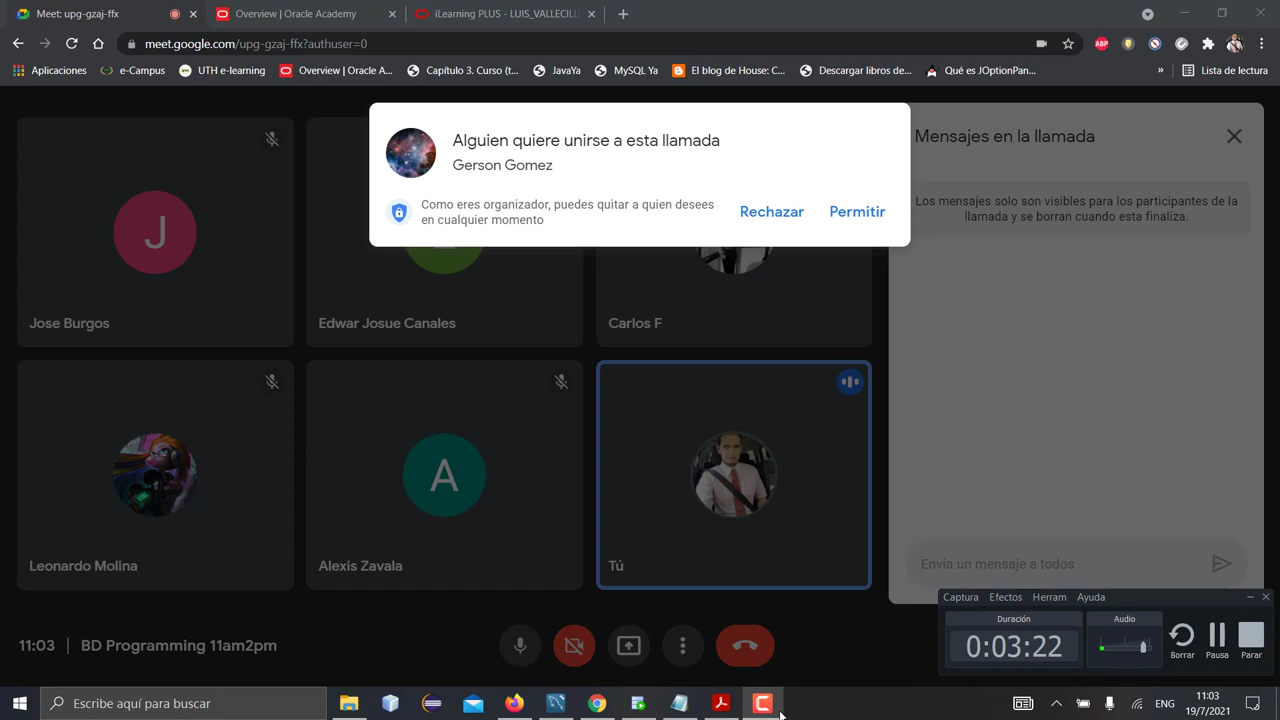 Meet: upg-gzaj-ffx
Overview | Oracle Academy
iLearning PLUS - LUIS_VALLECILL
meet.google.com/upg-gzaj-ffx?authuser=0
ABP
Aplicaciones
e-Campus
UTH e-learning
Overview | Oracle A...
Capítulo 3. Curso (t...
JavaYa
MySQL Ya
El blog de House: C...
Descargar libros de...
Qué es JOptionPan...
»
Lista de lectura
Alguien quiere unirse a esta llamada
Gerson Gomez
Como eres organizador, puedes quitar a quien desees
en cualquier momento
Rechazar
Permitir
Mensajes en la llamada
Los mensajes solo son visibles para los participantes de la
llamada y se borran cuando esta finaliza.
J
Jose Burgos
Edwar Josue Canales
Carlos F
Leonardo Molina
A
Alexis Zavala
Tú
Envía un mensaje a todos
Captura
Efectos
Herram
Ayuda
Duración
0:03:22
Audio
Borrar
Pausa
Parar
11:03 | BD Programming 11am2pm
Escribe aquí para buscar
ENG
11:03
19/7/2021